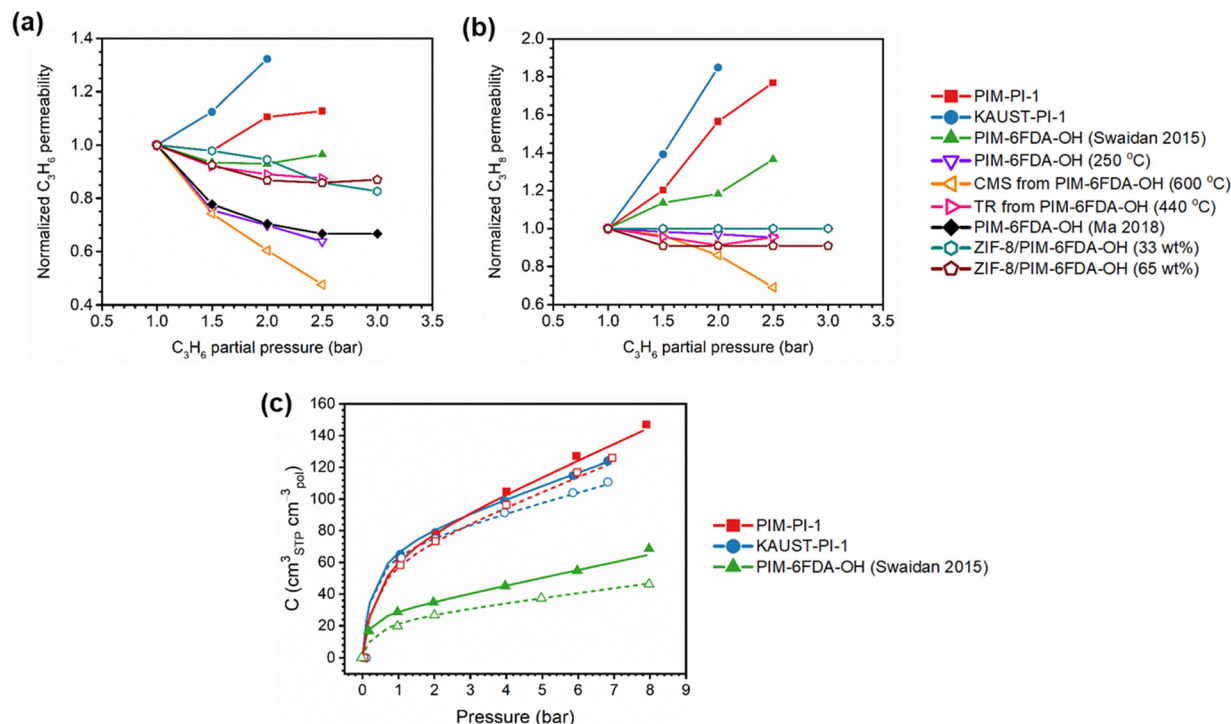 (a)
Normalized C3H6 permeability
1.4
1.2
1.0
0.8
0.6
0.4
0.5 1.0 1.5 2.0 2.5 3.0 3.5
C3H6 partial pressure (bar)
(b)
Normalized C3H8 permeability
2.0
1.8
1.6
1.4
1.2
1.0
0.8
0.6
0.5 1.0 1.5 2.0 2.5 3.0 3.5
C3H6 partial pressure (bar)
PIM-PI-1
KAUST-PI-1
PIM-6FDA-OH (Swaidan 2015)
PIM-6FDA-OH (250 °C)
CMS from PIM-6FDA-OH (600 °C)
TR from PIM-6FDA-OH (440 °C)
PIM-6FDA-OH (Ma 2018)
ZIF-8/PIM-6FDA-OH (33 wt%)
ZIF-8/PIM-6FDA-OH (65 wt%)
(c)
C (cm³STP cm⁻³pol)
160
140
120
100
80
60
40
20
0
0 1 2 3 4 5 6 7 8 9
Pressure (bar)
PIM-PI-1
KAUST-PI-1
PIM-6FDA-OH (Swaidan 2015)